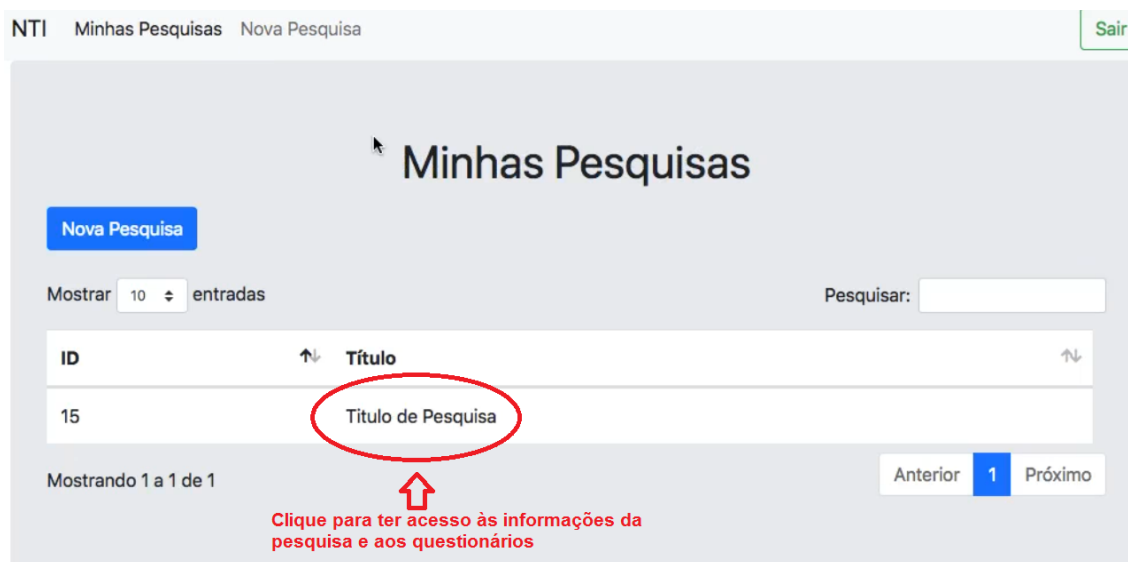 NTI Minhas Pesquisas Nova Pesquisa Sair
Minhas Pesquisas
Nova Pesquisa
Mostrar 10 entradas Pesquisar:
ID Título
15 Titulo de Pesquisa
Mostrando 1 a 1 de 1 Anterior 1 Próximo
Clique para ter acesso às informações da
pesquisa e aos questionários